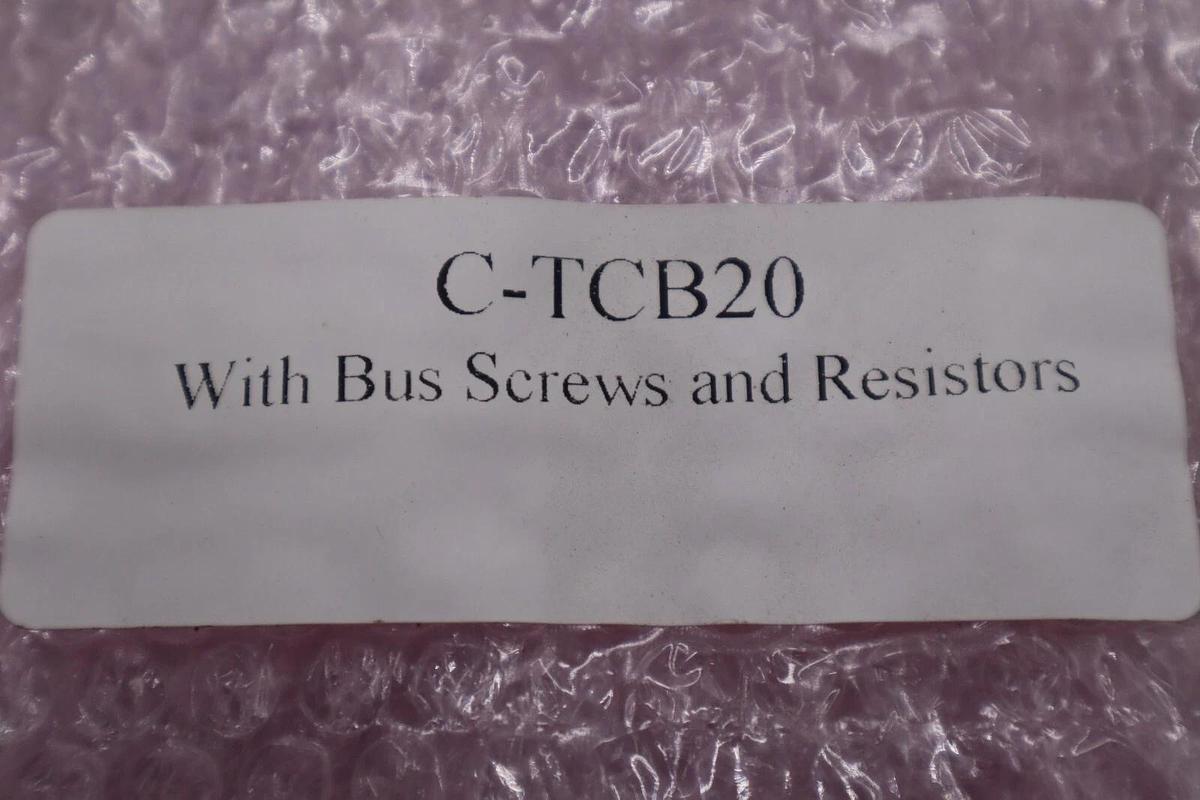 C-TCB20
With Bus Screws and Resistors